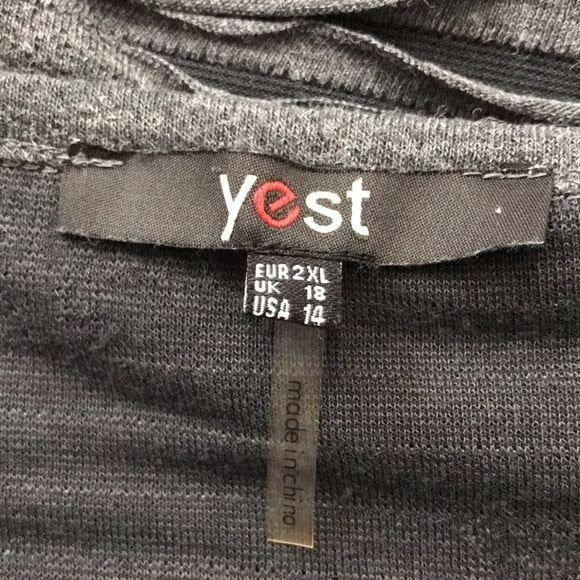 yest
EUR 2XL
UK 18
USA 14
made in china